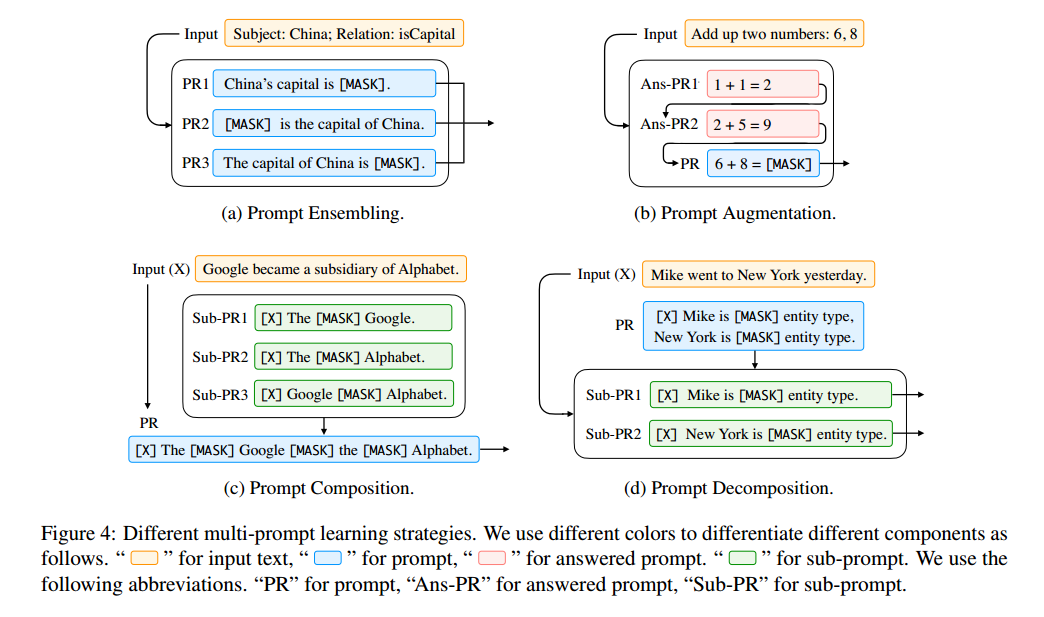 Input Subject: China; Relation: isCapital
PR1 China's capital is [MASK].
PR2 [MASK] is the capital of China.
PR3 The capital of China is [MASK].
(a) Prompt Ensembling.
Input Add up two numbers: 6, 8
Ans-PR1 1 + 1 = 2
Ans-PR2 2 + 5 = 9
PR 6 + 8 = [MASK]
(b) Prompt Augmentation.
Input (X) Google became a subsidiary of Alphabet.
Sub-PR1 [X] The [MASK] Google.
Sub-PR2 [X] The [MASK] Alphabet.
Sub-PR3 [X] Google [MASK] Alphabet.
PR
[X] The [MASK] Google [MASK] the [MASK] Alphabet.
(c) Prompt Composition.
Input (X) Mike went to New York yesterday.
PR [X] Mike is [MASK] entity type,
New York is [MASK] entity type.
Sub-PR1 [X] Mike is [MASK] entity type.
Sub-PR2 [X] New York is [MASK] entity type.
(d) Prompt Decomposition.
Figure 4: Different multi-prompt learning strategies. We use different colors to differentiate different components as
follows. “ ” for input text, “ ” for prompt, “ ” for answered prompt. “ ” for sub-prompt. We use the
following abbreviations. “PR” for prompt, “Ans-PR” for answered prompt, “Sub-PR” for sub-prompt.